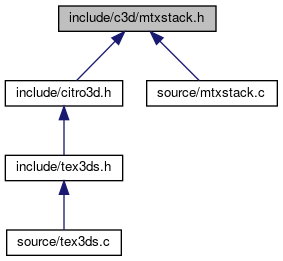 include/c3d/mtxstack.h
include/citro3d.h
source/mtxstack.c
include/tex3ds.h
source/tex3ds.c